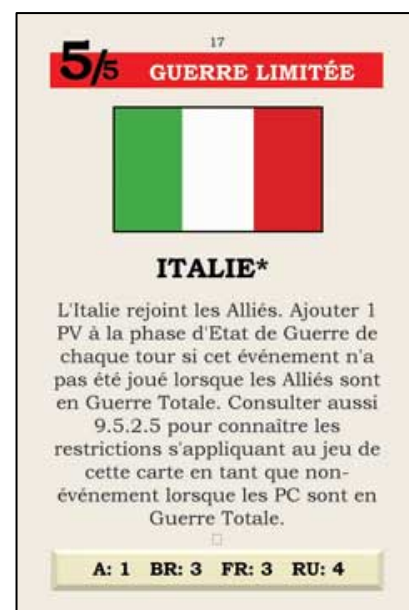 17
5/5 GUERRE LIMITÉE
ITALIE*
L'Italie rejoint les Alliés. Ajouter 1
PV à la phase d'Etat de Guerre de
chaque tour si cet événement n'a
pas été joué lorsque les Alliés sont
en Guerre Totale. Consulter aussi
9.5.2.5 pour connaître les
restrictions s'appliquant au jeu de
cette carte en tant que non-
événement lorsque les PC sont en
Guerre Totale.
A: 1 BR: 3 FR: 3 RU: 4